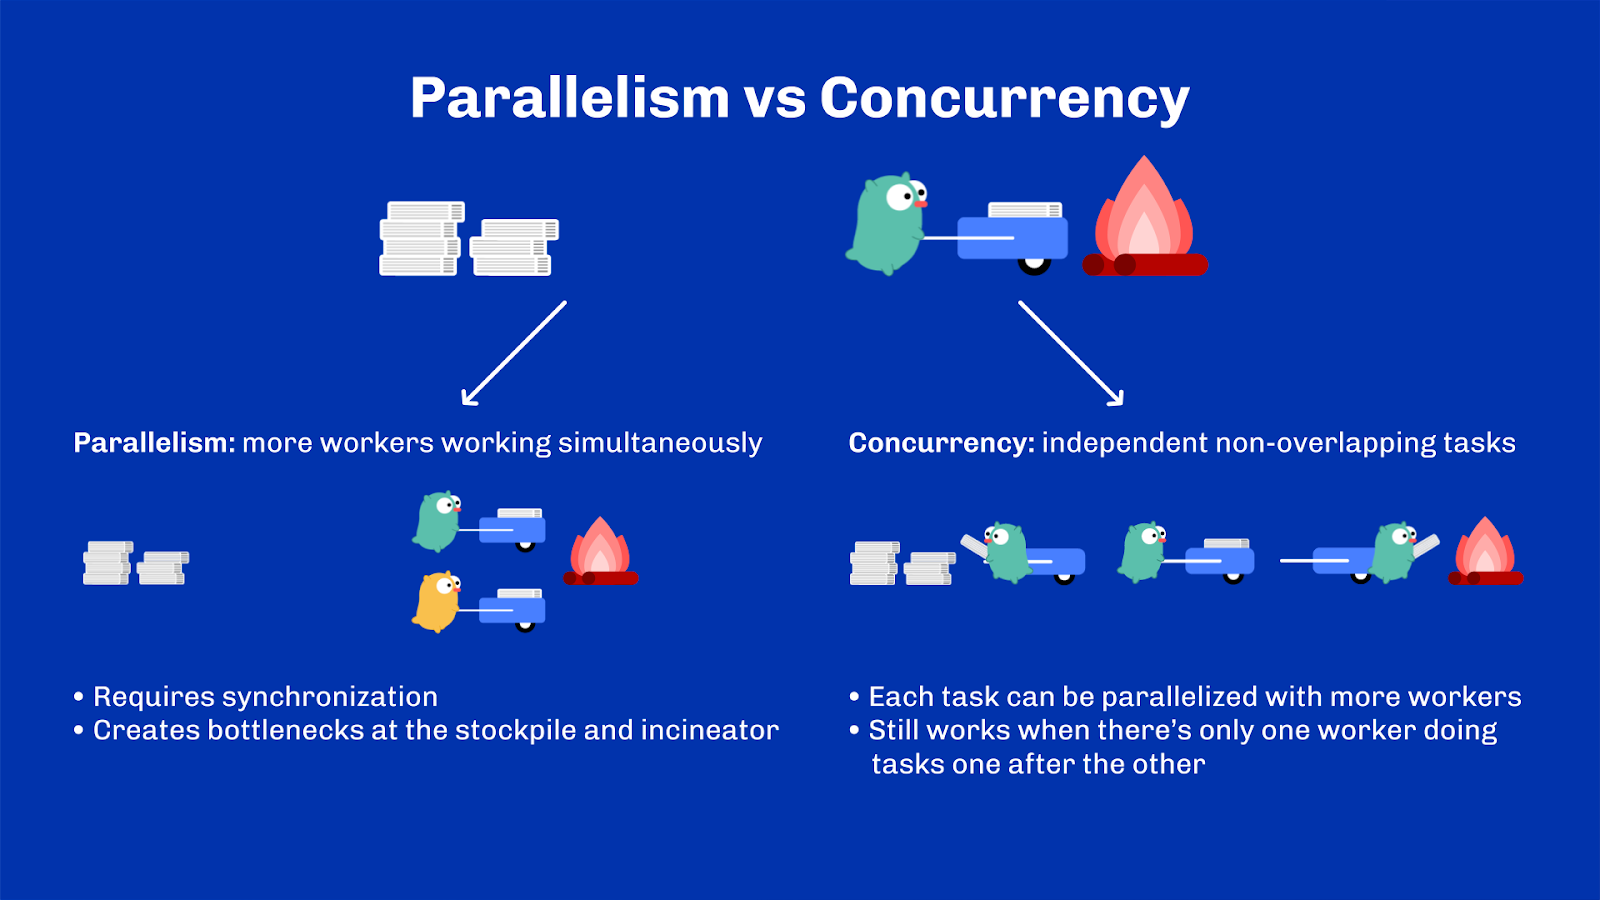 Parallelism vs Concurrency
Parallelism: more workers working simultaneously
Concurrency: independent non-overlapping tasks
• Requires synchronization
• Creates bottlenecks at the stockpile and incineator
• Each task can be parallelized with more workers
• Still works when there's only one worker doing
tasks one after the other